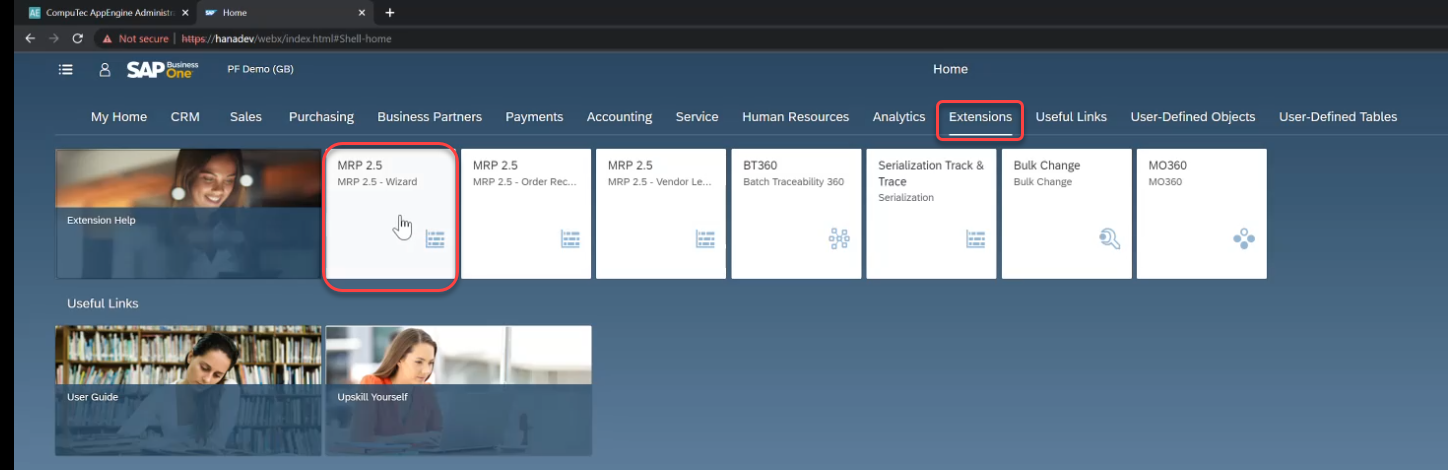 CompuTec AppEngine Administr
Home
Not secure | https://hanadev/webx/index.html#Shell-home
SAP Business One
PF Demo (GB)
Home
My Home CRM Sales Purchasing Business Partners Payments Accounting Service Human Resources Analytics Extensions Useful Links User-Defined Objects User-Defined Tables
Extension Help
MRP 2.5
MRP 2.5 - Wizard
MRP 2.5
MRP 2.5 - Order Rec...
MRP 2.5
MRP 2.5 - Vendor Le...
BT360
Batch Traceability 360
Serialization Track &
Trace
Serialization
Bulk Change
Bulk Change
MO360
MO360
Useful Links
User Guide
Upskill Yourself